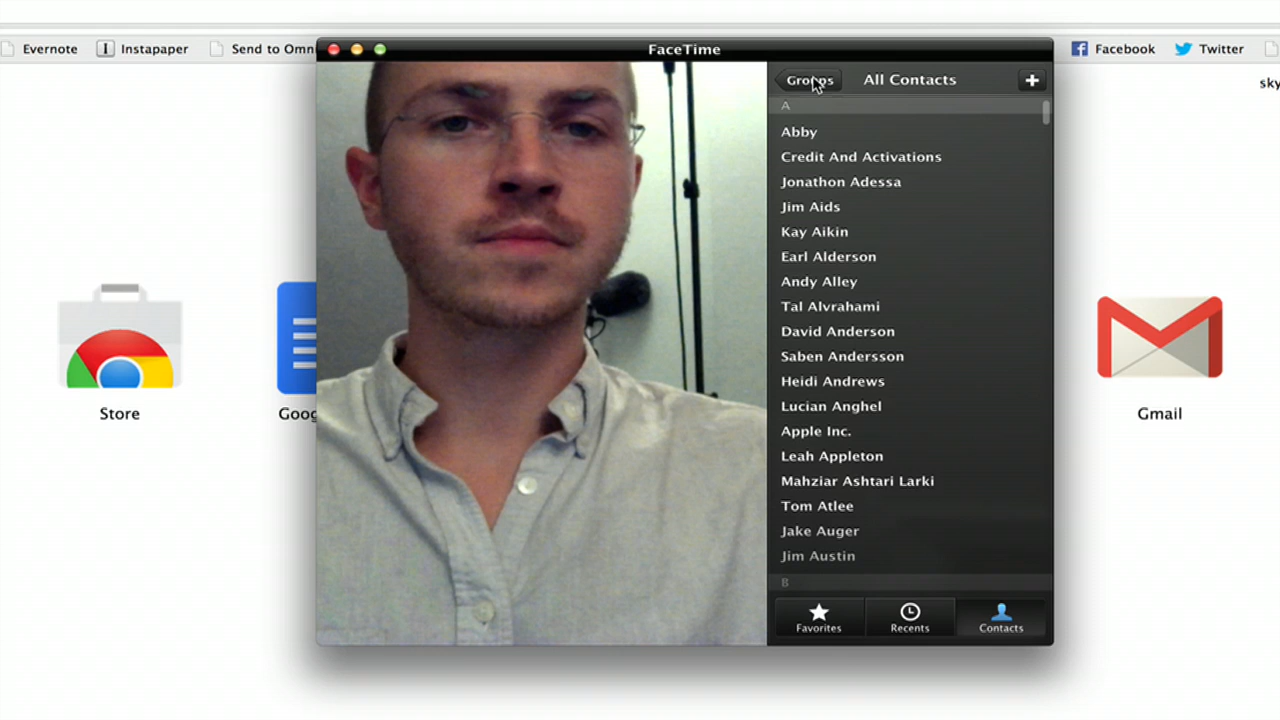 Evernote
Instapaper
Send to Omn
FaceTime
Facebook
Twitter
Groups
All Contacts
sky
A
Abby
Credit And Activations
Jonathon Adessa
Jim Aids
Kay Aikin
Earl Alderson
Andy Alley
Tal Alvrahami
David Anderson
Saben Andersson
Heidi Andrews
Lucian Anghel
Apple Inc.
Leah Appleton
Mahziar Ashtari Larki
Tom Atlee
Jake Auger
Jim Austin
B
Favorites
Recents
Contacts
Store
Goog
Gmail